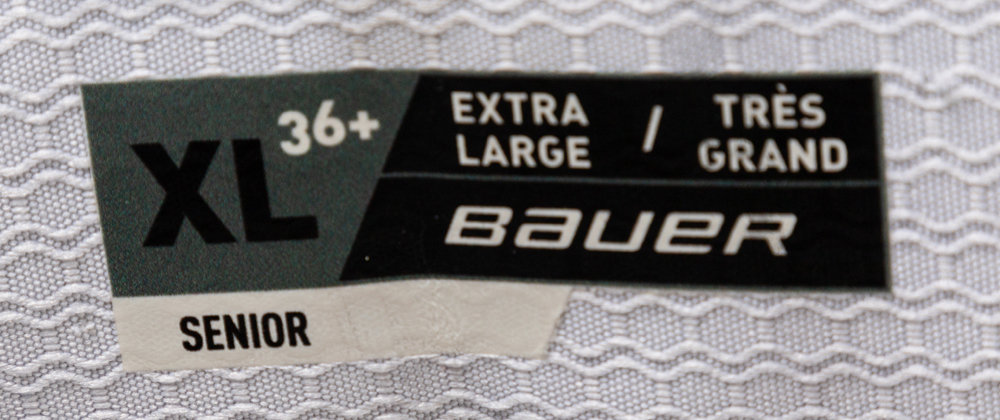 XL 36+
EXTRA LARGE / TRÈS GRAND
BAUER
SENIOR